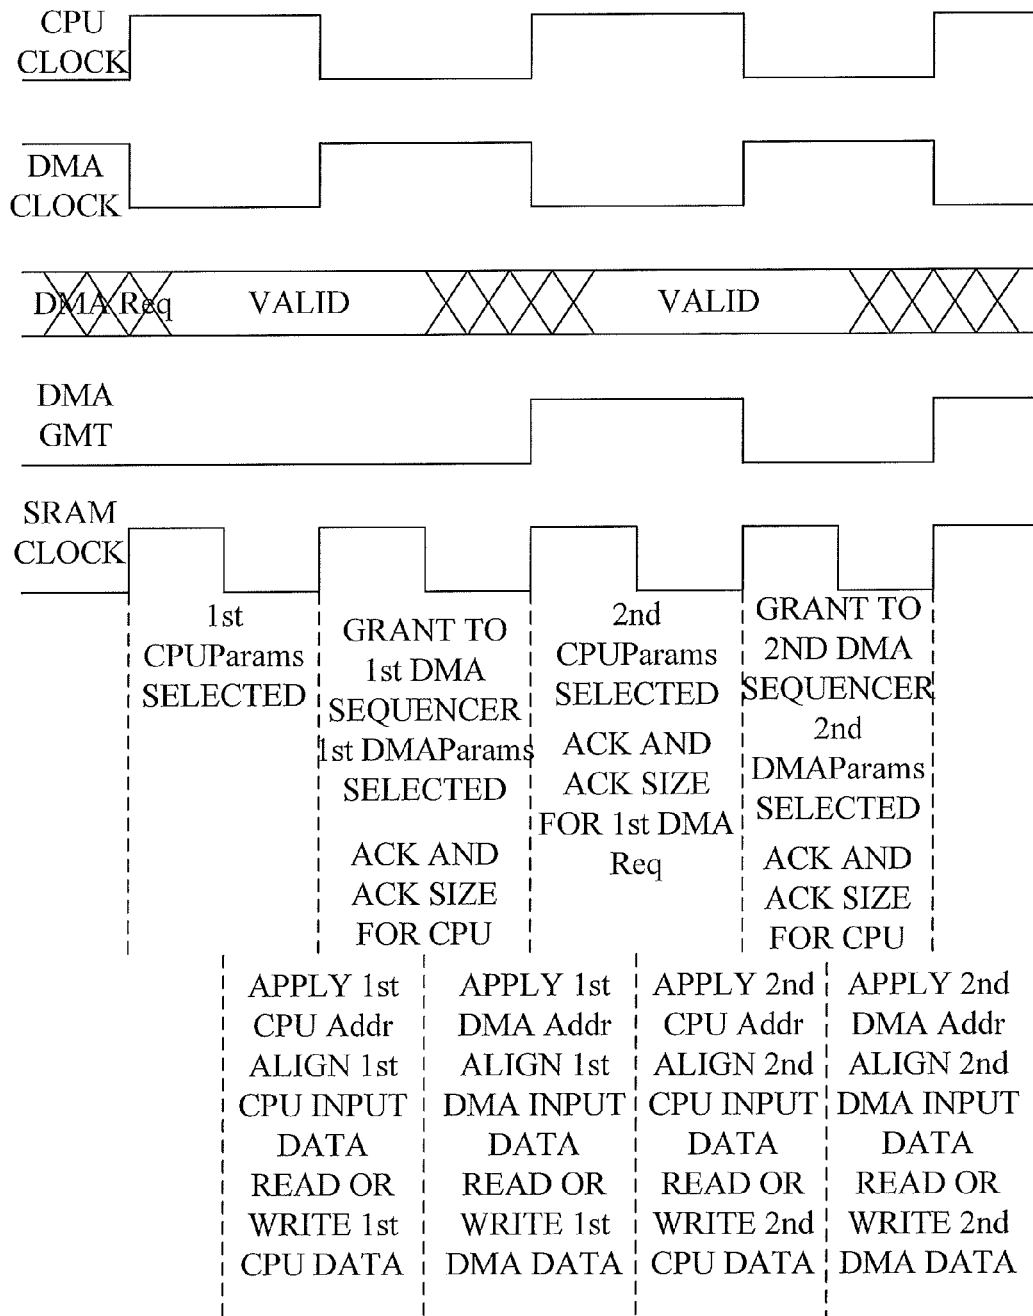 CPU
CLOCK
DMA
CLOCK
DMA Req
VALID
VALID
DMA
GMT
SRAM
CLOCK
1st
CPUParams
SELECTED
GRANT TO
1st DMA
SEQUENCER
1st DMAParams
SELECTED
ACK AND
ACK SIZE
FOR CPU
2nd
CPUParams
SELECTED
ACK AND
ACK SIZE
FOR 1st DMA
Req
GRANT TO
2ND DMA
SEQUENCER
2nd
DMAParams
SELECTED
ACK AND
ACK SIZE
FOR CPU
APPLY 1st
CPU Addr
ALIGN 1st
CPU INPUT
DATA
READ OR
WRITE 1st
CPU DATA
APPLY 1st
DMA Addr
ALIGN 1st
DMA INPUT
DATA
READ OR
WRITE 1st
DMA DATA
APPLY 2nd
CPU Addr
ALIGN 2nd
CPU INPUT
DATA
READ OR
WRITE 2nd
CPU DATA
APPLY 2nd
DMA Addr
ALIGN 2nd
DMA INPUT
DATA
READ OR
WRITE 2nd
DMA DATA